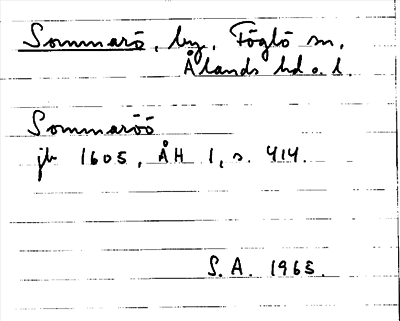 Sommarö, by, Föglö sn,
Ålands hd o. l.
Sommaröö
jb 1605, ÅH 1, s. 414.
S. A. 1965.